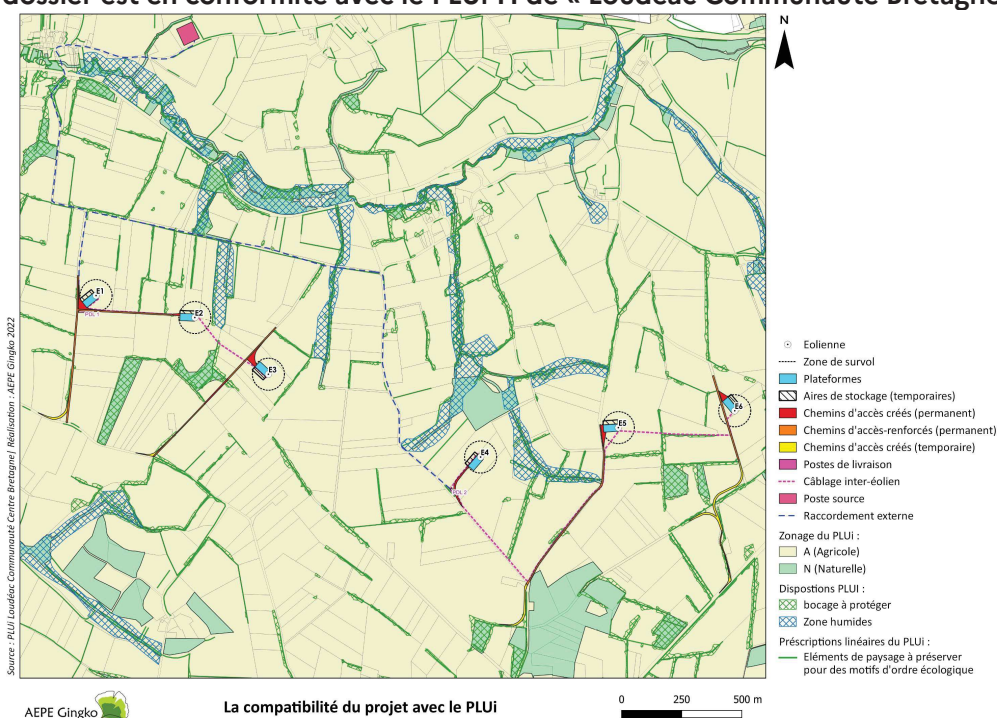 dossier est en conformité avec le PLUi-H de « Loudéac Communauté Bretagne
N
E1
PDL 1
E2
E3
E4
PDL 2
E5
E6
Source : PLUi Loudéac Communauté Centre Bretagne| Réalisation : AEPE Gingko 2022
Eolienne
Zone de survol
Plateformes
Aires de stockage (temporaires)
Chemins d'accès créés (permanent)
Chemins d'accès-renforcés (permanent)
Chemins d'accès créés (temporaire)
Postes de livraison
Câblage inter-éolien
Poste source
Raccordement externe
Zonage du PLUi :
A (Agricole)
N (Naturelle)
Dispostions PLUI :
bocage à protéger
Zone humides
Préscriptions linéaires du PLUi :
Eléments de paysage à préserver
pour des motifs d'ordre écologique
AEPE Gingko
La compatibilité du projet avec le PLUi
0 250 500 m